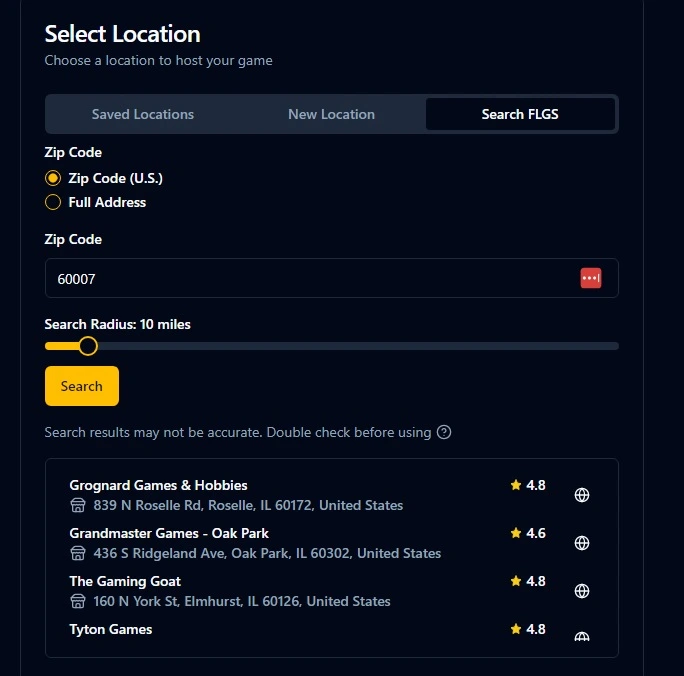 Select Location
Choose a location to host your game
Saved Locations New Location Search FLGS
Zip Code
Zip Code (U.S.)
Full Address
Zip Code
60007
Search Radius: 10 miles
Search
Search results may not be accurate. Double check before using
Grognard Games & Hobbies 4.8
839 N Roselle Rd, Roselle, IL 60172, United States
Grandmaster Games - Oak Park 4.6
436 S Ridgeland Ave, Oak Park, IL 60302, United States
The Gaming Goat 4.8
160 N York St, Elmhurst, IL 60126, United States
Tyton Games 4.8